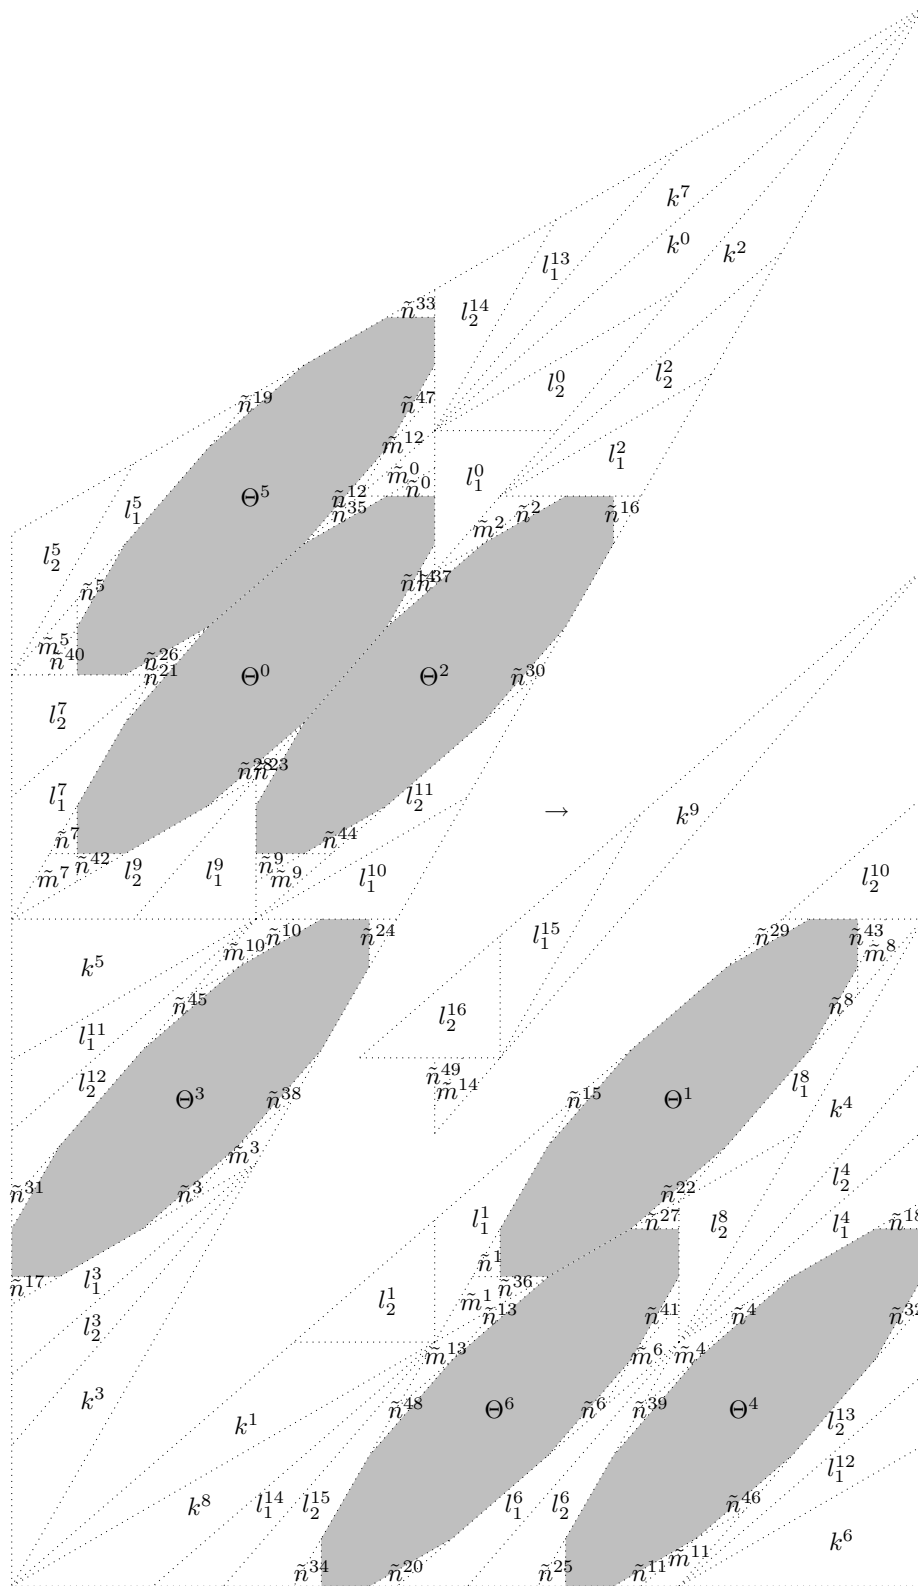 k^7
k^0
k^2
l_1^{13}
ñ^{33}
l_2^{14}
l_2^2
l_2^0
ñ^{19}
ñ^{47}
m̃^{12}
l_1^2
m̃^0
l_1^0
ñ^0
Θ^5
ñ^{12}
l_1^5
ñ^{35}
ñ^2
ñ^{16}
m̃^2
l_2^5
ñ^{14}
ñ^{37}
ñ^5
m̃^5
ñ^{40}
ñ^{26}
ñ^{21}
Θ^0
Θ^2
ñ^{30}
l_2^7
ñ^{28}
ñ^{23}
l_1^7
l_2^{11}
→
k^9
ñ^7
ñ^{44}
m̃^7
ñ^{42}
l_2^9
l_1^9
ñ^9
m̃^9
l_1^{10}
l_2^{10}
ñ^{10}
ñ^{24}
l_1^{15}
ñ^{29}
ñ^{43}
m̃^{10}
m̃^8
k^5
ñ^{45}
ñ^8
l_2^{16}
l_1^{11}
ñ^{49}
l_2^{12}
m̃^{14}
l_1^8
Θ^3
ñ^{38}
ñ^{15}
Θ^1
k^4
m̃^3
l_2^4
ñ^{31}
ñ^3
ñ^{22}
l_1^1
ñ^{27}
l_2^8
l_1^4
ñ^{18}
ñ^1
ñ^{17}
l_1^3
ñ^{36}
l_2^1
m̃^1
ñ^{13}
ñ^{41}
ñ^4
ñ^{32}
l_2^3
m̃^{13}
m̃^6
m̃^4
k^3
k^1
ñ^{48}
Θ^6
ñ^6
ñ^{39}
Θ^4
l_2^{13}
l_1^{12}
k^8
l_1^{14}
l_2^{15}
l_1^6
l_2^6
ñ^{46}
k^6
m̃^{11}
ñ^{34}
ñ^{20}
ñ^{25}
ñ^{11}